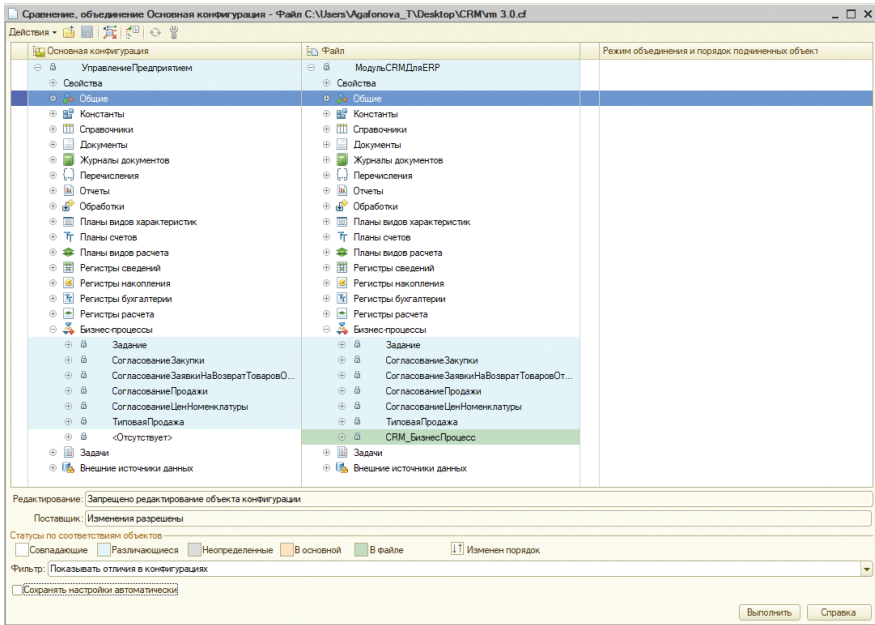 Сравнение, объединение Основная конфигурация - Файл C:\Users\Agafonova_T\Desktop\CRM\rm 3.0.cf
Действия
Основная конфигурация Файл Режим объединения и порядок подчиненных объект
УправлениеПредприятием МодульCRMДляERP
Свойства Свойства
Общие Общие
Константы Константы
Справочники Справочники
Документы Документы
Журналы документов Журналы документов
Перечисления Перечисления
Отчеты Отчеты
Обработки Обработки
Планы видов характеристик Планы видов характеристик
Планы счетов Планы счетов
Планы видов расчета Планы видов расчета
Регистры сведений Регистры сведений
Регистры накопления Регистры накопления
Регистры бухгалтерии Регистры бухгалтерии
Регистры расчета Регистры расчета
Бизнес-процессы Бизнес-процессы
Задание Задание
СогласованиеЗакупки СогласованиеЗакупки
СогласованиеЗаявкиНаВозвратТоваровО... СогласованиеЗаявкиНаВозвратТоваровОт...
СогласованиеПродажи СогласованиеПродажи
СогласованиеЦенНоменклатуры СогласованиеЦенНоменклатуры
ТиповаяПродажа ТиповаяПродажа
<Отсутствует> CRM_БизнесПроцесс
Задачи Задачи
Внешние источники данных Внешние источники данных
Редактирование: Запрещено редактирование объекта конфигурации
Поставщик: Изменения разрешены
Статусы по соответствиям объектов
Совпадающие Различающиеся Неопределенные В основной В файле Изменен порядок
Фильтр: Показывать отличия в конфигурациях
Сохранять настройки автоматически
Выполнить Справка